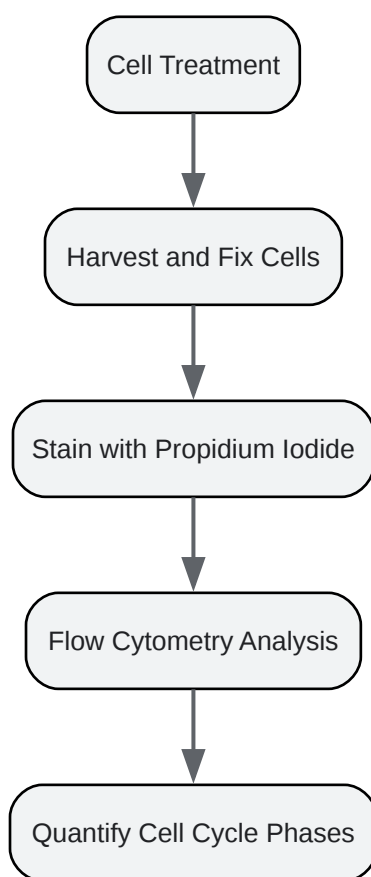 Cell Treatment
Harvest and Fix Cells
Stain with Propidium Iodide
Flow Cytometry Analysis
Quantify Cell Cycle Phases